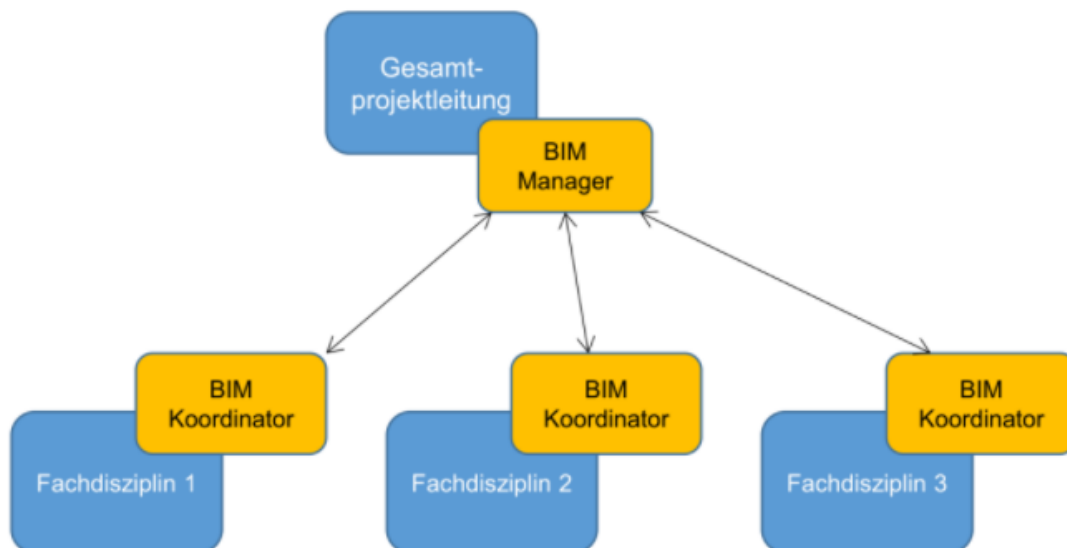 Gesamt-
projektleitung
BIM
Manager
BIM
Koordinator
Fachdisziplin 1
BIM
Koordinator
Fachdisziplin 2
BIM
Koordinator
Fachdisziplin 3